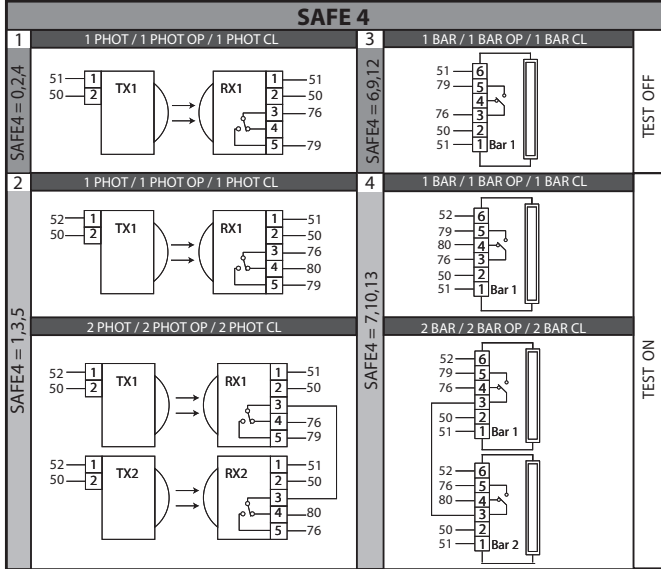 SAFE 4
1
1 PHOT / 1 PHOT OP / 1 PHOT CL
SAFE4 = 0,2,4
51 1
50 2
TX1
RX1
1 51
2 50
3 76
4
5 79
3
1 BAR / 1 BAR OP / 1 BAR CL
SAFE4 = 6,9,12
51 6
79 5
4
76 3
50 2
51 1 Bar 1
TEST OFF
2
1 PHOT / 1 PHOT OP / 1 PHOT CL
SAFE4 = 1,3,5
52 1
50 2
TX1
RX1
1 51
2 50
3 76
4 80
5 79
2 PHOT / 2 PHOT OP / 2 PHOT CL
52 1
50 2
TX1
RX1
1 51
2 50
3
4 76
5 79
52 1
50 2
TX2
RX2
1 51
2 50
3
4 80
5 76
4
1 BAR / 1 BAR OP / 1 BAR CL
SAFE4 = 7,10,13
52 6
79 5
80 4
76 3
50 2
51 1 Bar 1
2 BAR / 2 BAR OP / 2 BAR CL
52 6
79 5
76 4
3
50 2
51 1 Bar 1
52 6
76 5
80 4
3
50 2
51 1 Bar 2
TEST ON